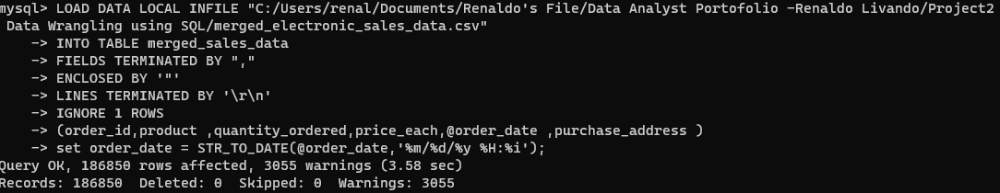 mysql> LOAD DATA LOCAL INFILE "C:/Users/renal/Documents/Renaldo's File/Data Analyst Portofolio -Renaldo Livando/Project2
 Data Wrangling using SQL/merged_electronic_sales_data.csv"
    -> INTO TABLE merged_sales_data
    -> FIELDS TERMINATED BY ","
    -> ENCLOSED BY '"'
    -> LINES TERMINATED BY '\r\n'
    -> IGNORE 1 ROWS
    -> (order_id,product ,quantity_ordered,price_each,@order_date ,purchase_address )
    -> set order_date = STR_TO_DATE(@order_date,'%m/%d/%y %H:%i');
Query OK, 186850 rows affected, 3055 warnings (3.58 sec)
Records: 186850  Deleted: 0  Skipped: 0  Warnings: 3055